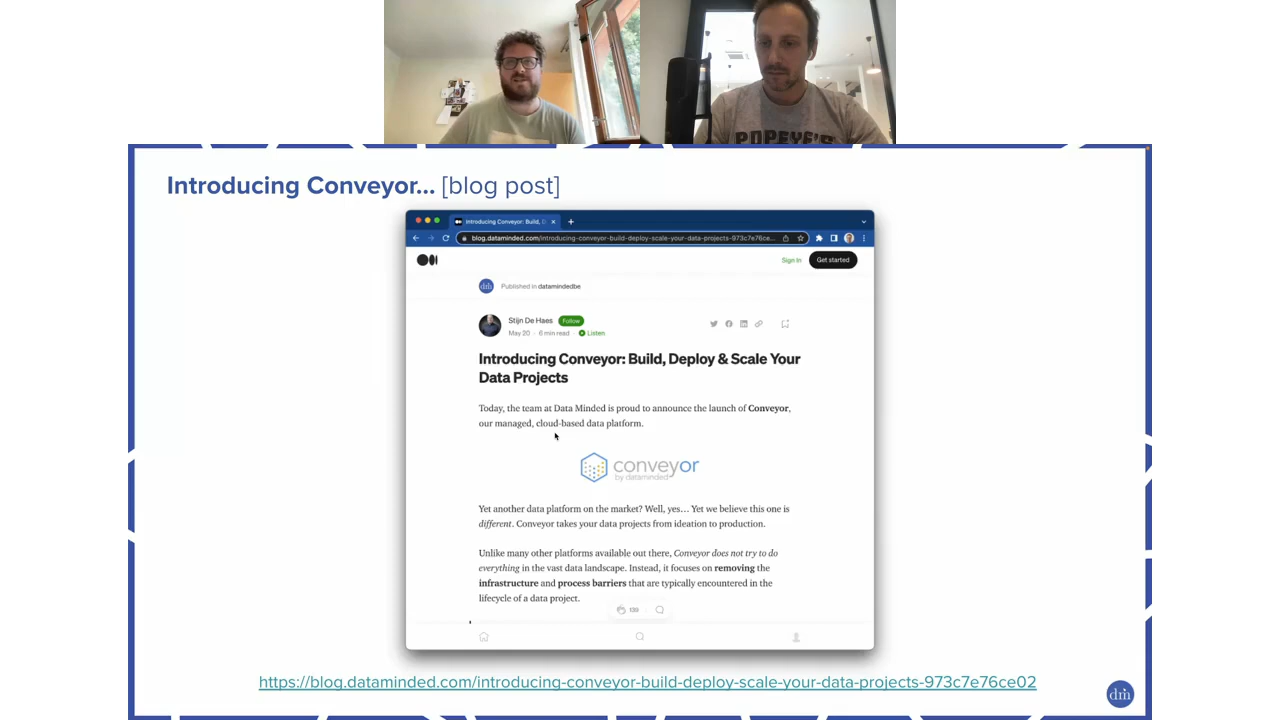 POPEYE'S
Introducing Conveyor... [blog post]
Introducing Conveyor: Build, D
blog.dataminded.com/introducing-conveyor-build-deploy-scale-your-data-projects-973c7e76ce...
Sign In
Get started
dm
Published in datamindedbe
Stijn De Haes
Follow
May 20 · 6 min read
Listen
Introducing Conveyor: Build, Deploy & Scale Your
Data Projects
Today, the team at Data Minded is proud to announce the launch of Conveyor,
our managed, cloud-based data platform.
conveyor
by dataminded
Yet another data platform on the market? Well, yes… Yet we believe this one is
different. Conveyor takes your data projects from ideation to production.
Unlike many other platforms available out there, Conveyor does not try to do
everything in the vast data landscape. Instead, it focuses on removing the
infrastructure and process barriers that are typically encountered in the
lifecycle of a data project.
https://blog.dataminded.com/introducing-conveyor-build-deploy-scale-your-data-projects-973c7e76ce02
dm